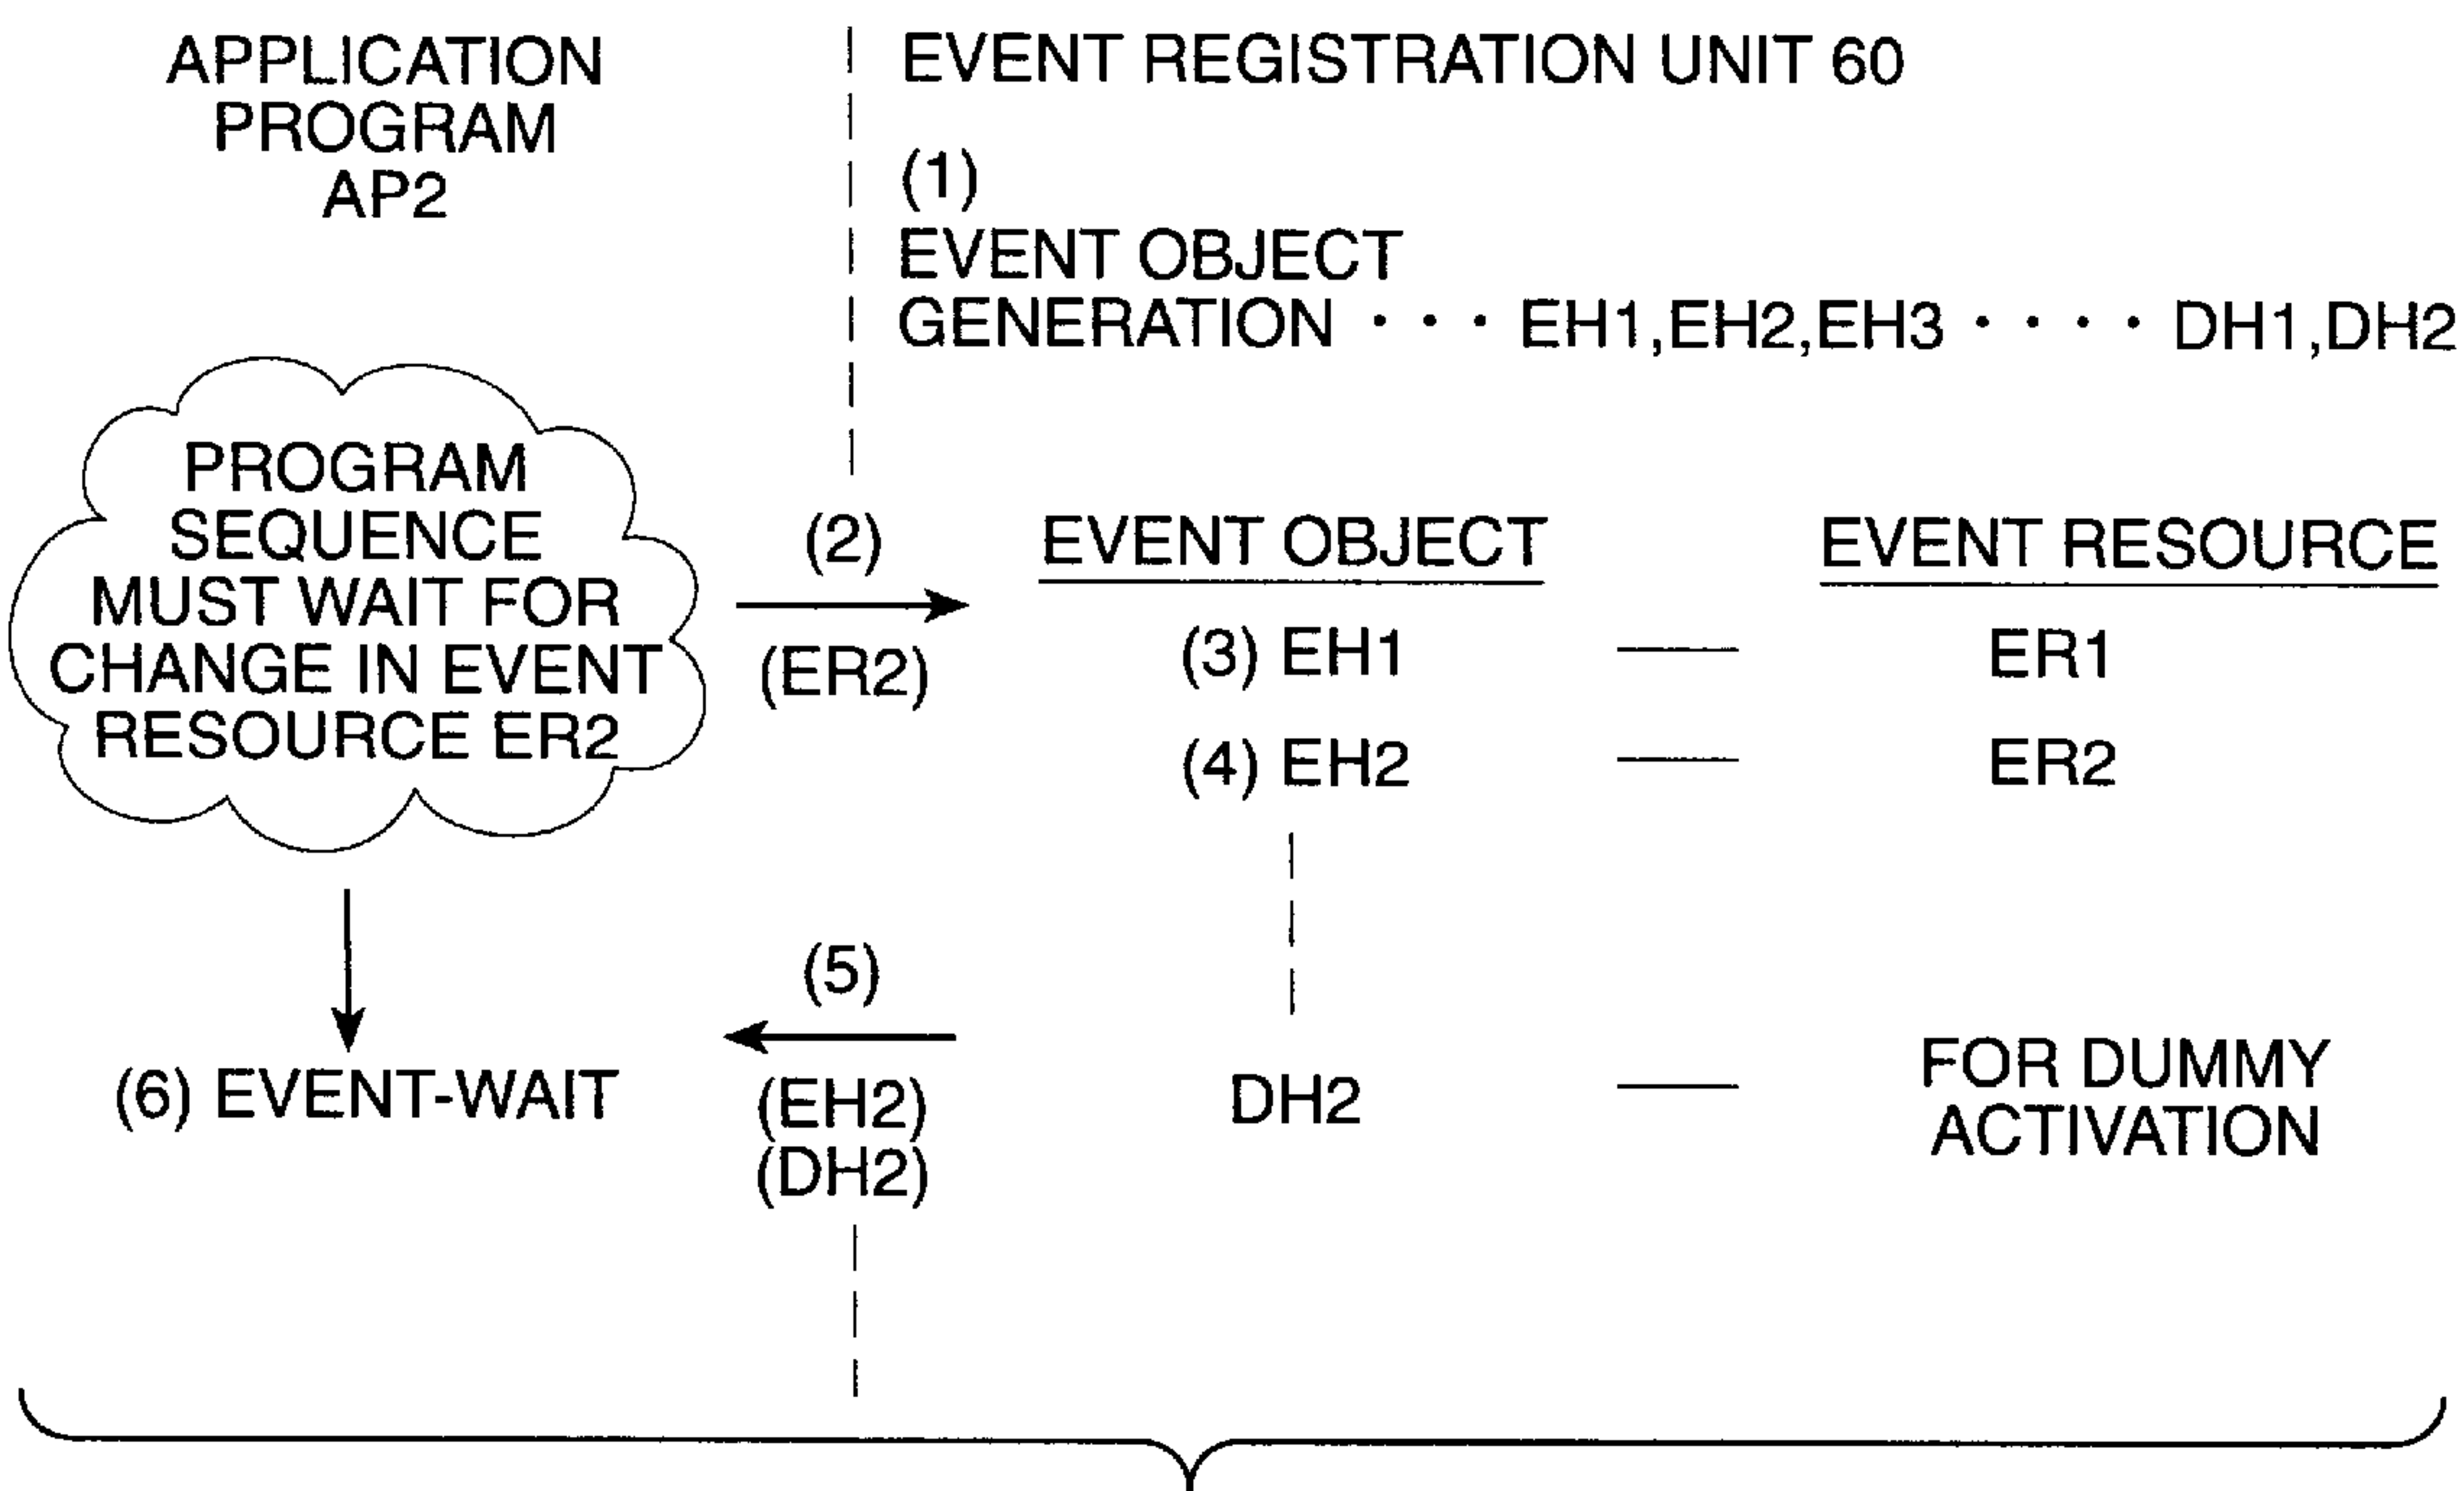 APPLICATION
PROGRAM
AP2
EVENT REGISTRATION UNIT 60
(1)
EVENT OBJECT
GENERATION · · · EH1,EH2,EH3 · · · · DH1,DH2
PROGRAM
SEQUENCE
MUST WAIT FOR
CHANGE IN EVENT
RESOURCE ER2
(2)
(ER2)
EVENT OBJECT
EVENT RESOURCE
(3) EH1 — ER1
(4) EH2 — ER2
(5)
(EH2)
(DH2)
(6) EVENT-WAIT
DH2 — FOR DUMMY
ACTIVATION